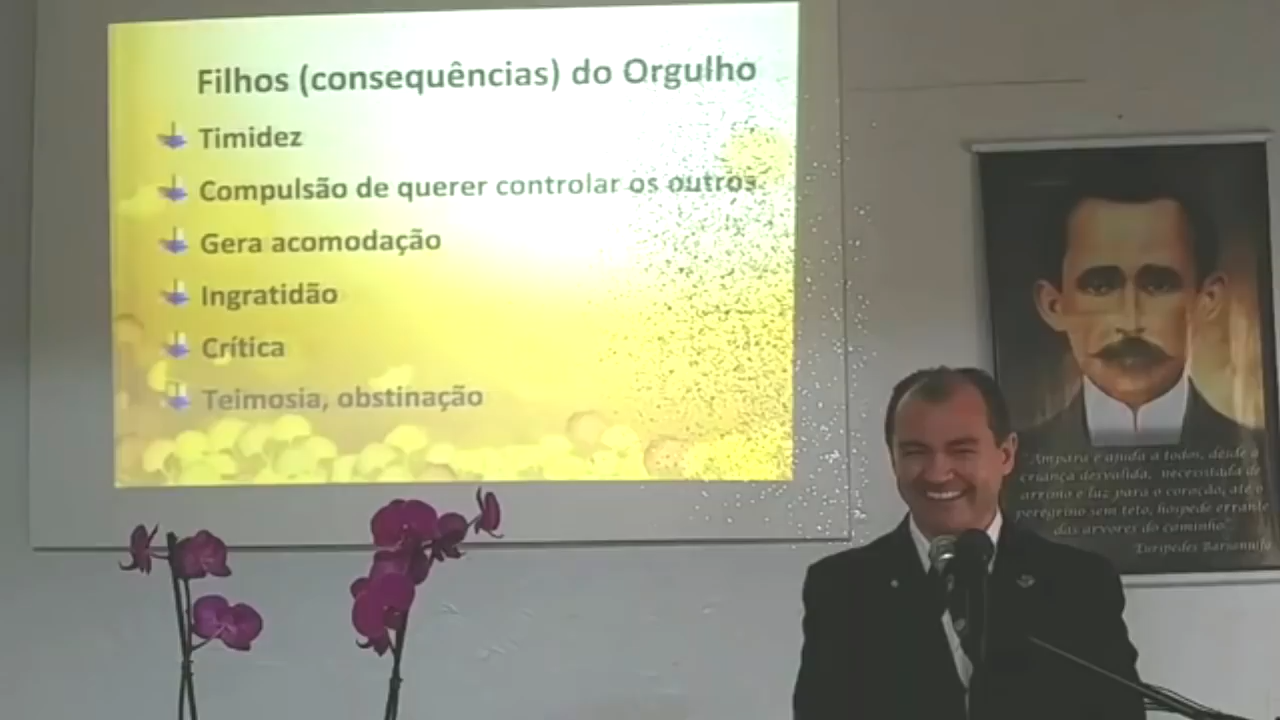 Filhos (consequências) do Orgulho
Timidez
Compulsão de querer controlar os outros.
Gera acomodação
Ingratidão
Crítica
Teimosia, obstinação
"Ampara e ajuda a todos, desde a
criança desvalida, necessitada de
arrimo e luz para o coração, até o
peregrino sem teto, hóspede errante
das arvores do caminho"
Eurípedes Barsanulfo